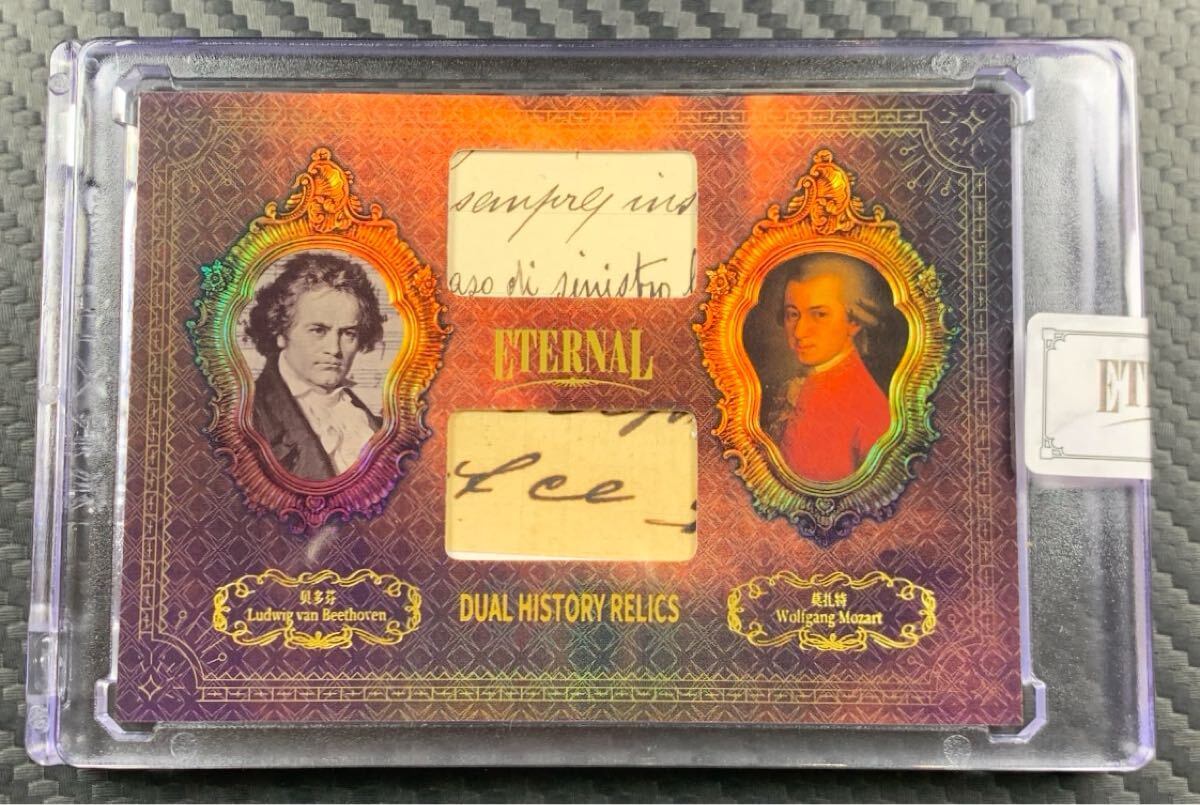 sempre ins
aso di sinistro
ETERNAL
ce
贝多芬
Ludwig van Beethoven
DUAL HISTORY RELICS
莫扎特
Wolfgang Mozart
ET